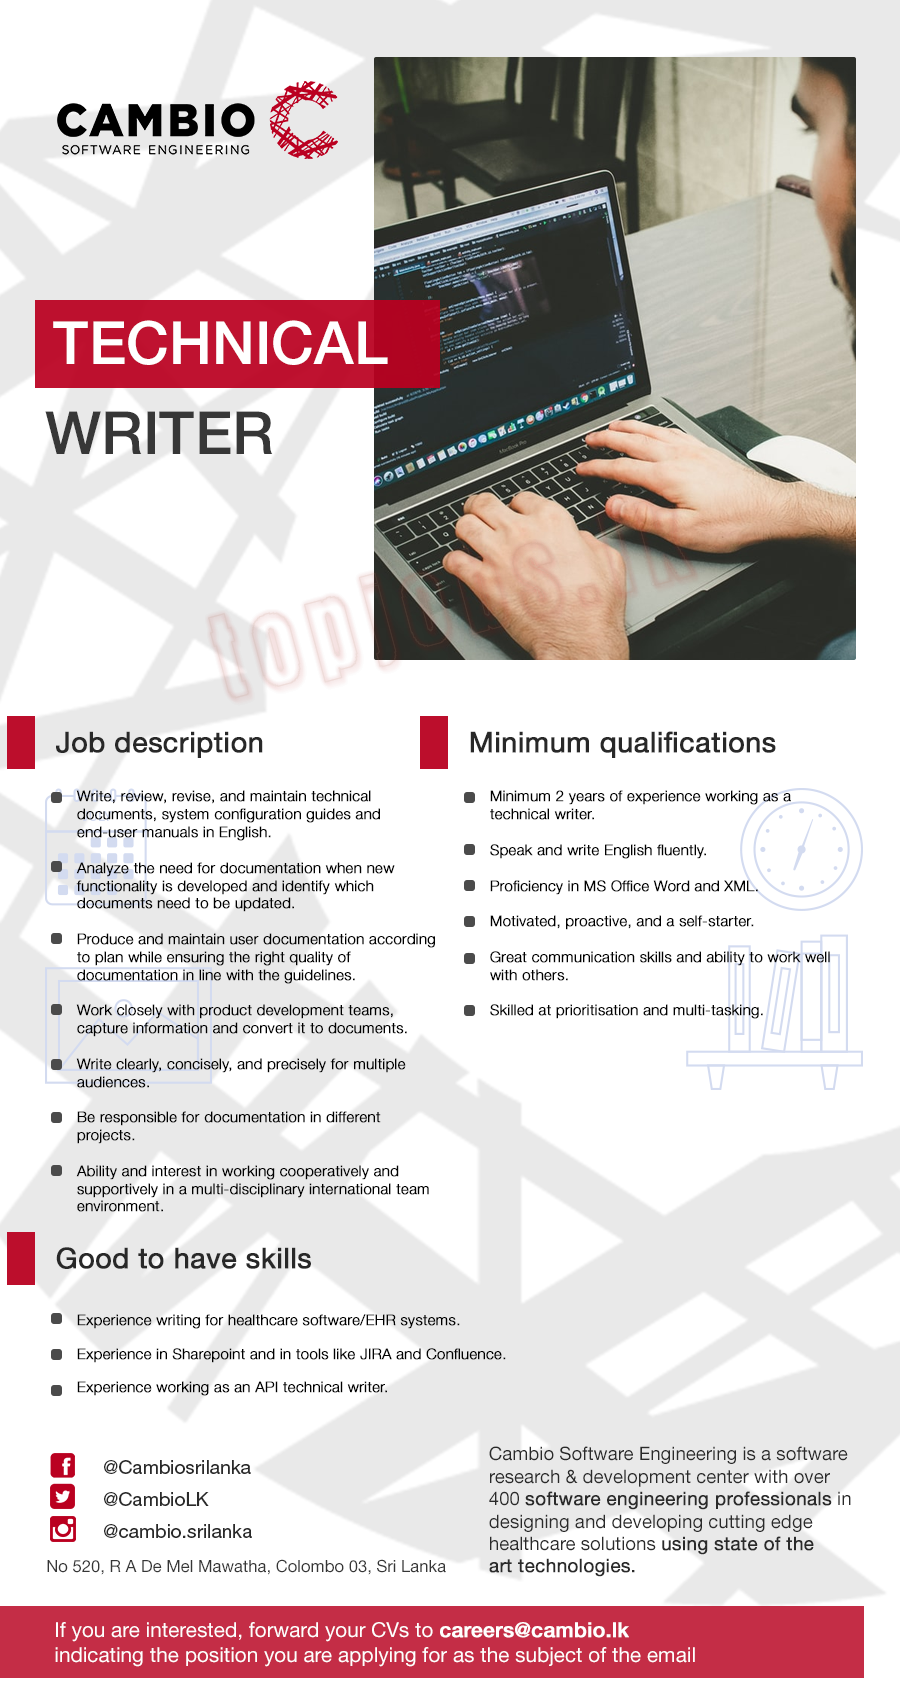 CAMBIO
SOFTWARE ENGINEERING
TECHNICAL
WRITER
topjobs.lk
Job description
Write, review, revise, and maintain technical
documents, system configuration guides and
end-user manuals in English.
Analyze the need for documentation when new
functionality is developed and identify which
documents need to be updated.
Produce and maintain user documentation according
to plan while ensuring the right quality of
documentation in line with the guidelines.
Work closely with product development teams,
capture information and convert it to documents.
Write clearly, concisely, and precisely for multiple
audiences.
Be responsible for documentation in different
projects.
Ability and interest in working cooperatively and
supportively in a multi-disciplinary international team
environment.
Minimum qualifications
Minimum 2 years of experience working as a
technical writer.
Speak and write English fluently.
Proficiency in MS Office Word and XML.
Motivated, proactive, and a self-starter.
Great communication skills and ability to work well
with others.
Skilled at prioritisation and multi-tasking.
Good to have skills
Experience writing for healthcare software/EHR systems.
Experience in Sharepoint and in tools like JIRA and Confluence.
Experience working as an API technical writer.
@Cambiosrilanka
@CambioLK
@cambio.srilanka
No 520, R A De Mel Mawatha, Colombo 03, Sri Lanka
Cambio Software Engineering is a software
research & development center with over
400 software engineering professionals in
designing and developing cutting edge
healthcare solutions using state of the
art technologies.
If you are interested, forward your CVs to careers@cambio.lk
indicating the position you are applying for as the subject of the email